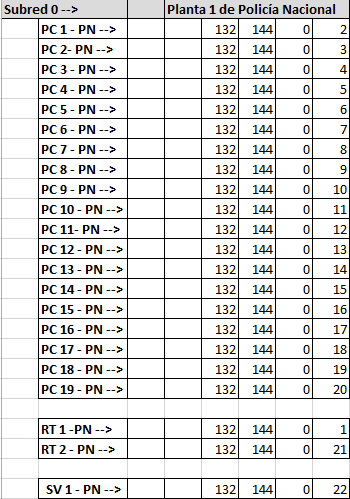 Subred 0 --> Planta 1 de Policía Nacional
PC 1 - PN --> 132 144 0 2
PC 2- PN --> 132 144 0 3
PC 3 - PN --> 132 144 0 4
PC 4 - PN --> 132 144 0 5
PC 5 - PN --> 132 144 0 6
PC 6 - PN --> 132 144 0 7
PC 7 - PN --> 132 144 0 8
PC 8 - PN --> 132 144 0 9
PC 9 - PN --> 132 144 0 10
PC 10 - PN --> 132 144 0 11
PC 11- PN --> 132 144 0 12
PC 12 - PN --> 132 144 0 13
PC 13 - PN --> 132 144 0 14
PC 14 - PN --> 132 144 0 15
PC 15 - PN --> 132 144 0 16
PC 16 - PN --> 132 144 0 17
PC 17 - PN --> 132 144 0 18
PC 18 - PN --> 132 144 0 19
PC 19 - PN --> 132 144 0 20
RT 1 -PN --> 132 144 0 1
RT 2 - PN --> 132 144 0 21
SV 1 - PN --> 132 144 0 22